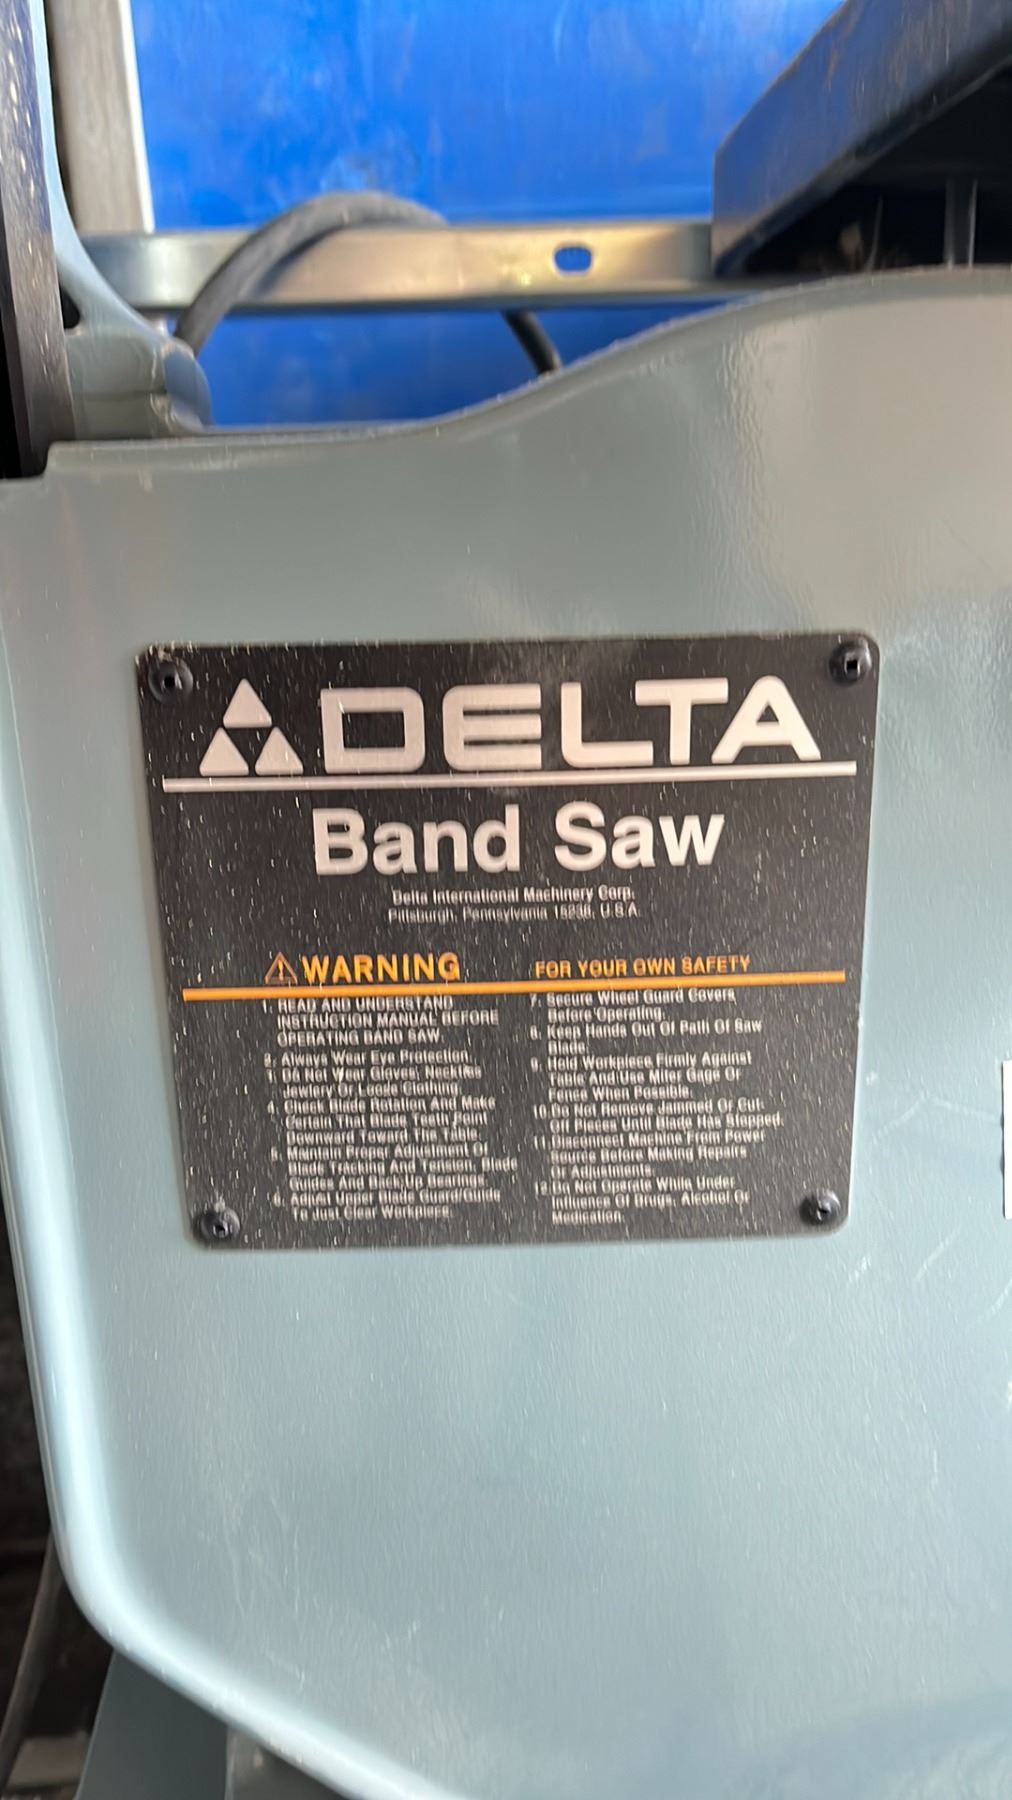 DELTA
Band Saw
Delta International Machinery Corp.
Pittsburgh, Pennsylvania 15238, U.S.A.
WARNING
FOR YOUR OWN SAFETY
1. READ AND UNDERSTAND
INSTRUCTION MANUAL BEFORE
OPERATING BAND SAW.
2. Always Wear Eye Protection.
3. Do Not Wear Gloves,
Jewelry Or Loose Clothing.
4. Check Blade Rotation And Make
Certain That Blade Teeth Point
Downward Toward The Table.
5. Maintain Proper Adjustment Of
Blade Tracking And Tension, Blade
Guides And Back-Up Bearing.
6. Adjust Upper Blade Guide
To Just Clear Workpiece.
7. Secure Wheel Guard Covers
Before Operating.
8. Keep Hands Out Of Path Of Saw
Blade.
9. Hold Workpiece Firmly Against
Table And Use Miter Gage Or
Fence When Possible.
10. Do Not Remove Jammed Or Cut-
Off Pieces Until Blade Has Stopped.
11. Disconnect Machine From Power
Source Before Making Repairs
Or Adjustments.
12. Do Not Operate While Under
Influence Of Drugs, Alcohol Or
Medication.